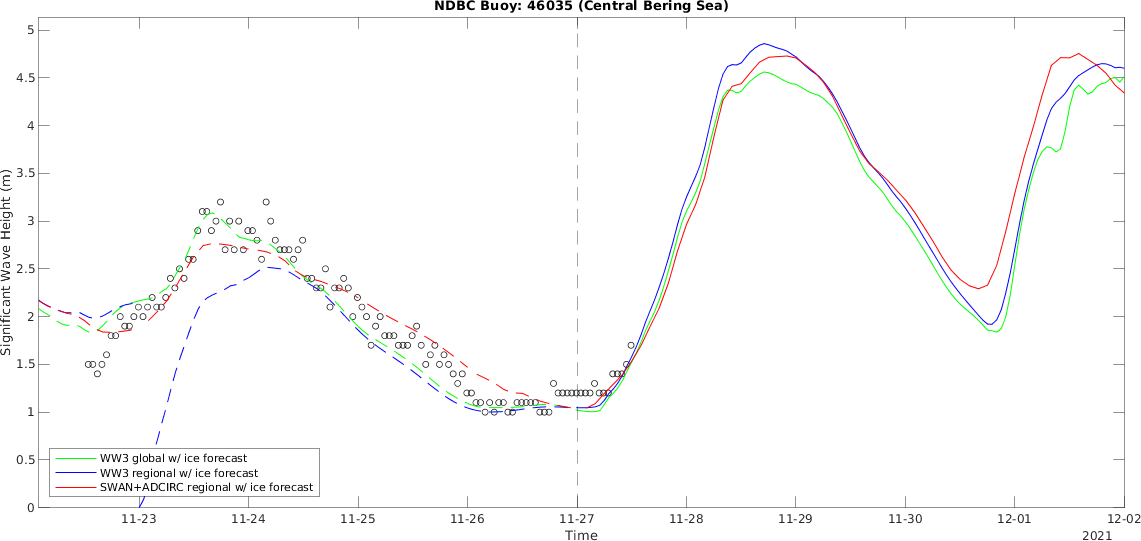 NDBC Buoy: 46035 (Central Bering Sea)
5
4.5
4
3.5
3
2.5
2
1.5
1
0.5
0
Significant Wave Height (m)
WW3 global w/ ice forecast
WW3 regional w/ ice forecast
SWAN+ADCIRC regional w/ ice forecast
11-23 11-24 11-25 11-26 11-27 11-28 11-29 11-30 12-01 12-02
Time
2021